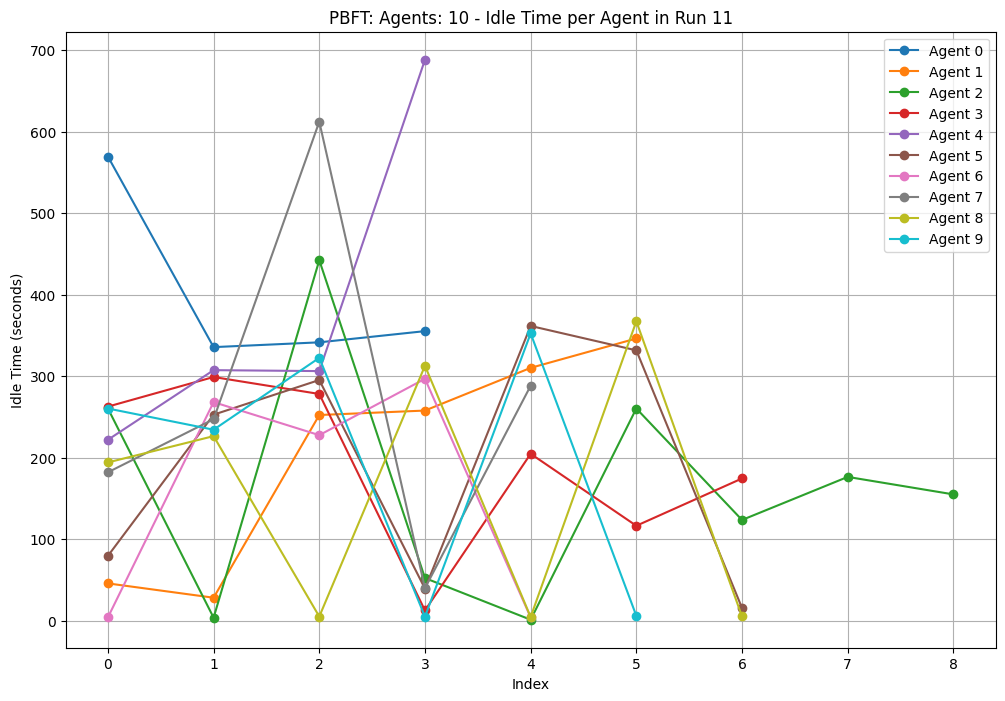 PBFT: Agents: 10 - Idle Time per Agent in Run 11
Idle Time (seconds)
700
600
500
400
300
200
100
0
0 1 2 3 4 5 6 7 8
Index
Agent 0
Agent 1
Agent 2
Agent 3
Agent 4
Agent 5
Agent 6
Agent 7
Agent 8
Agent 9